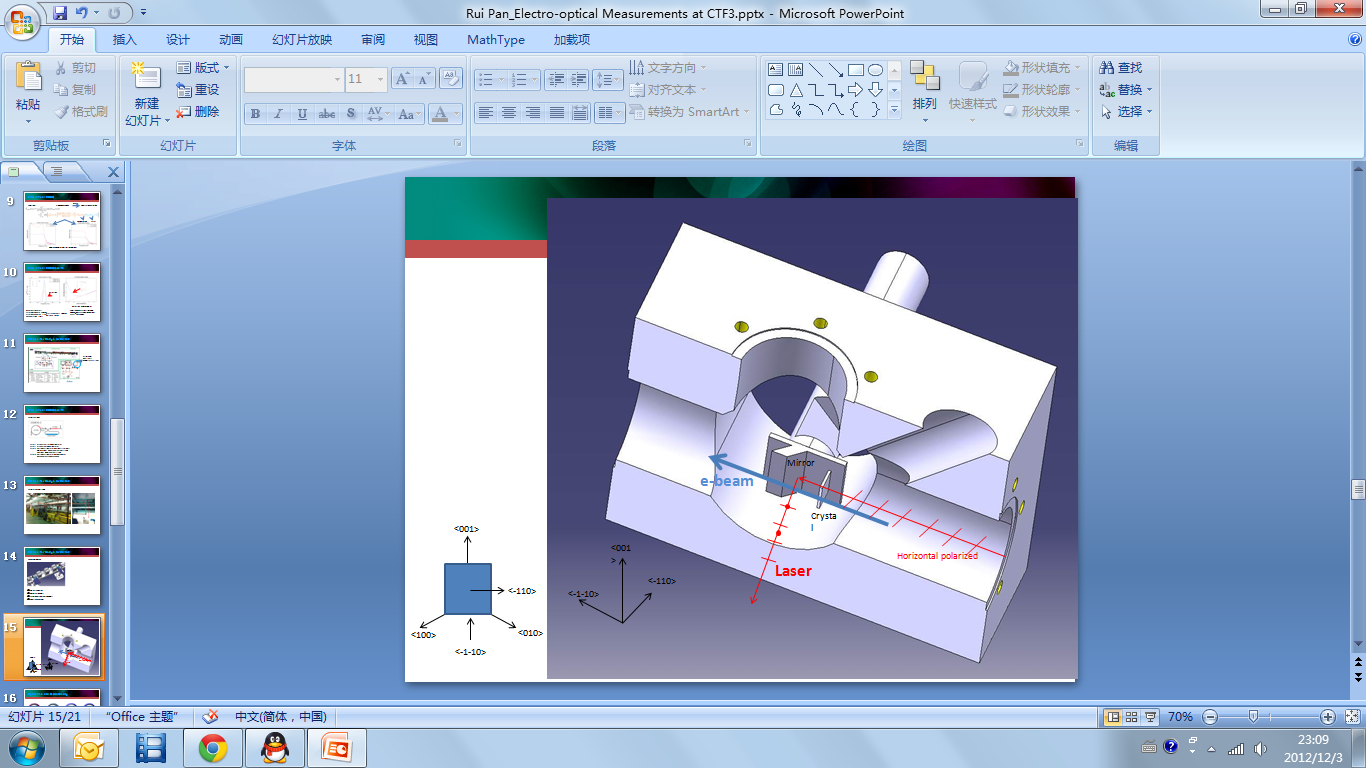 Rui Pan_Electro-optical Measurements at CTF3.pptx - Microsoft PowerPoint
开始 插入 设计 动画 幻灯片放映 审阅 视图 MathType 加载项
粘贴
剪切
复制
格式刷
剪贴板
新建
幻灯片
版式
重设
删除
幻灯片
11
B I U abc S AV Aa A
字体
文字方向
对齐文本
转换为 SmartArt
段落
排列
快速样式
形状填充
形状轮廓
形状效果
绘图
查找
替换
选择
编辑
9
10
11
12
13
14
15
16
Mirror
e-beam
Crysta
l
Horizontal polarized
Laser
<001
>
<-110>
<-1-10>
<001>
<-110>
<100>
<010>
<-1-10>
幻灯片 15/21 “Office 主题” 中文(简体，中国) 70%
23:09
2012/12/3